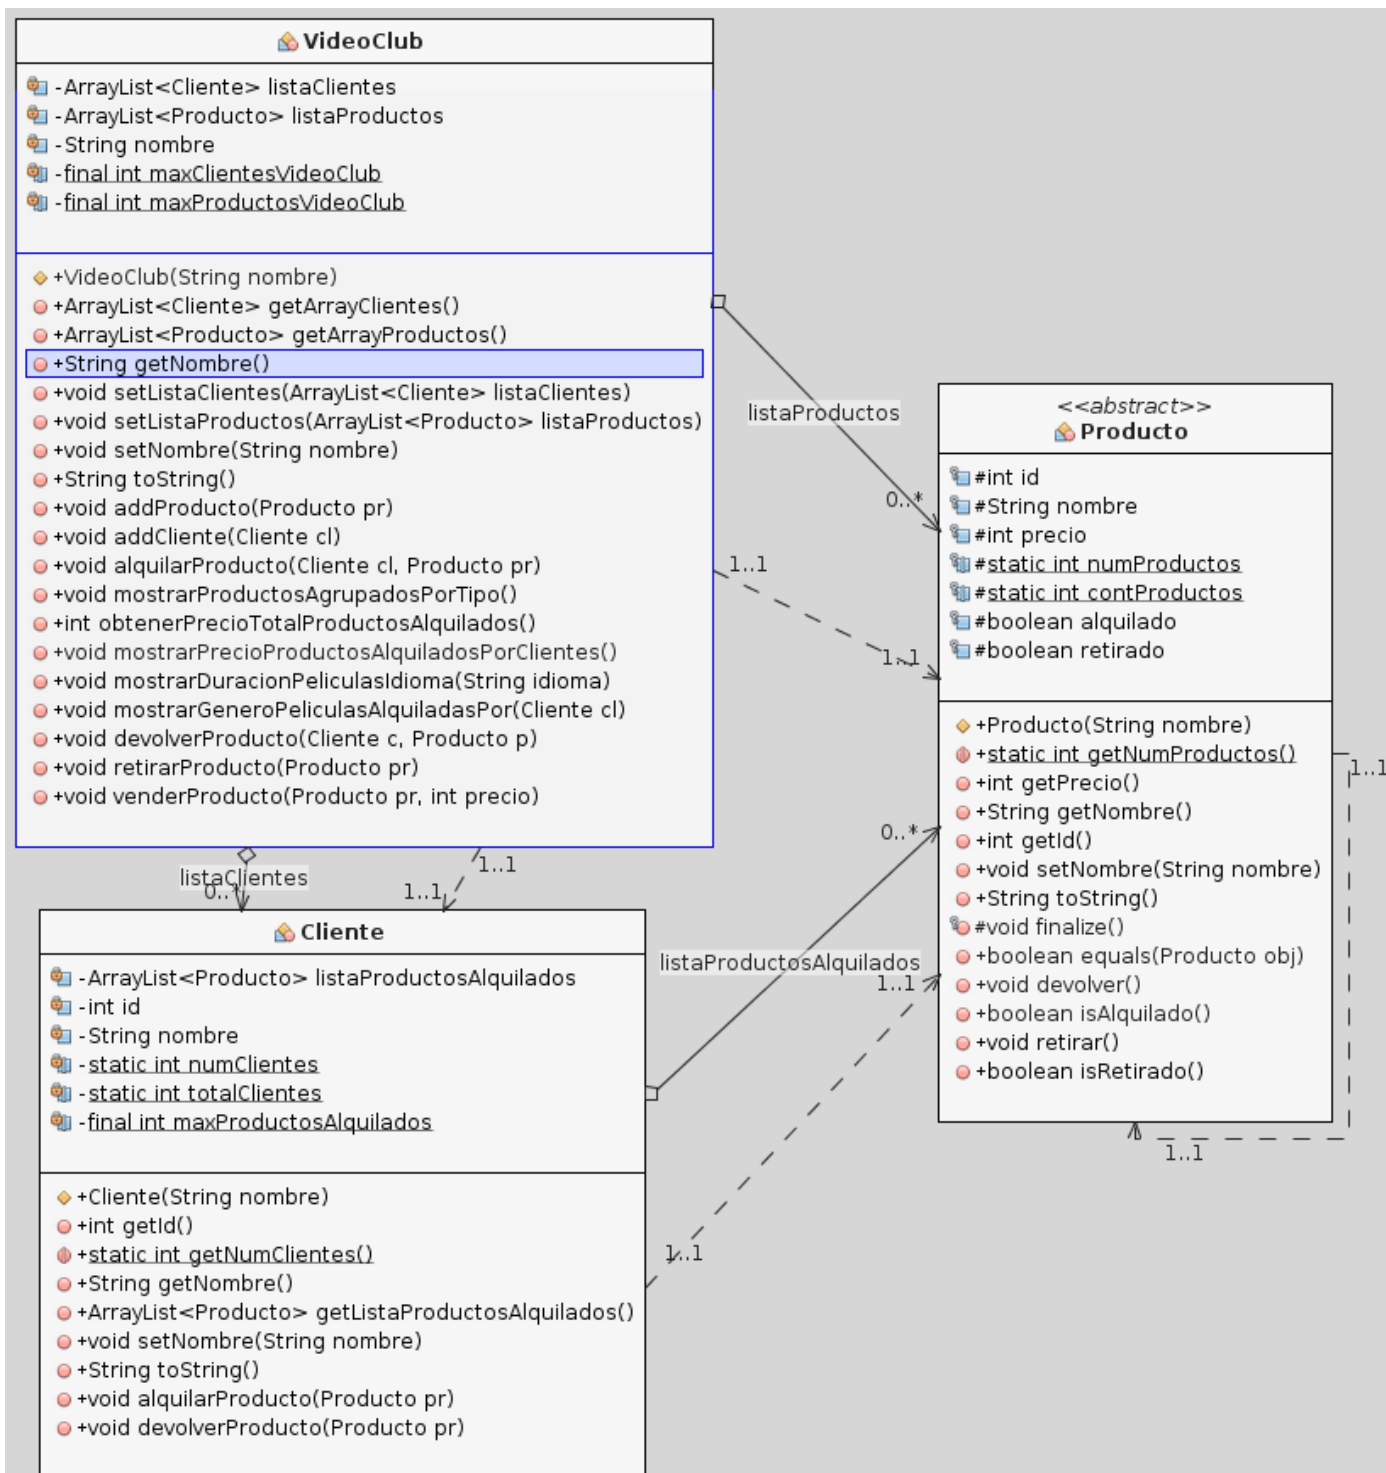 VideoClub
-ArrayList<Cliente> listaClientes
-ArrayList<Producto> listaProductos
-String nombre
-final int maxClientesVideoClub
-final int maxProductosVideoClub
+VideoClub(String nombre)
+ArrayList<Cliente> getArrayClientes()
+ArrayList<Producto> getArrayProductos()
+String getNombre()
+void setListaClientes(ArrayList<Cliente> listaClientes)
+void setListaProductos(ArrayList<Producto> listaProductos)
+void setNombre(String nombre)
+String toString()
+void addProducto(Producto pr)
+void addCliente(Cliente cl)
+void alquilarProducto(Cliente cl, Producto pr)
+void mostrarProductosAgrupadosPorTipo()
+int obtenerPrecioTotalProductosAlquilados()
+void mostrarPrecioProductosAlquiladosPorClientes()
+void mostrarDuracionPeliculasIdioma(String idioma)
+void mostrarGeneroPeliculasAlquiladasPor(Cliente cl)
+void devolverProducto(Cliente c, Producto p)
+void retirarProducto(Producto pr)
+void venderProducto(Producto pr, int precio)
listaProductos
0..*
1..1
1..1
<<abstract>>
Producto
#int id
#String nombre
#int precio
#static int numProductos
#static int contProductos
#boolean alquilado
#boolean retirado
+Producto(String nombre)
+static int getNumProductos()
+int getPrecio()
+String getNombre()
+int getId()
+void setNombre(String nombre)
+String toString()
#void finalize()
+boolean equals(Producto obj)
+void devolver()
+boolean isAlquilado()
+void retirar()
+boolean isRetirado()
1..1
1..1
listaClientes
0..*
1..1
1..1
Cliente
-ArrayList<Producto> listaProductosAlquilados
-int id
-String nombre
-static int numClientes
-static int totalClientes
-final int maxProductosAlquilados
+Cliente(String nombre)
+int getId()
+static int getNumClientes()
+String getNombre()
+ArrayList<Producto> getListaProductosAlquilados()
+void setNombre(String nombre)
+String toString()
+void alquilarProducto(Producto pr)
+void devolverProducto(Producto pr)
0..*
listaProductosAlquilados
1..1
1..1